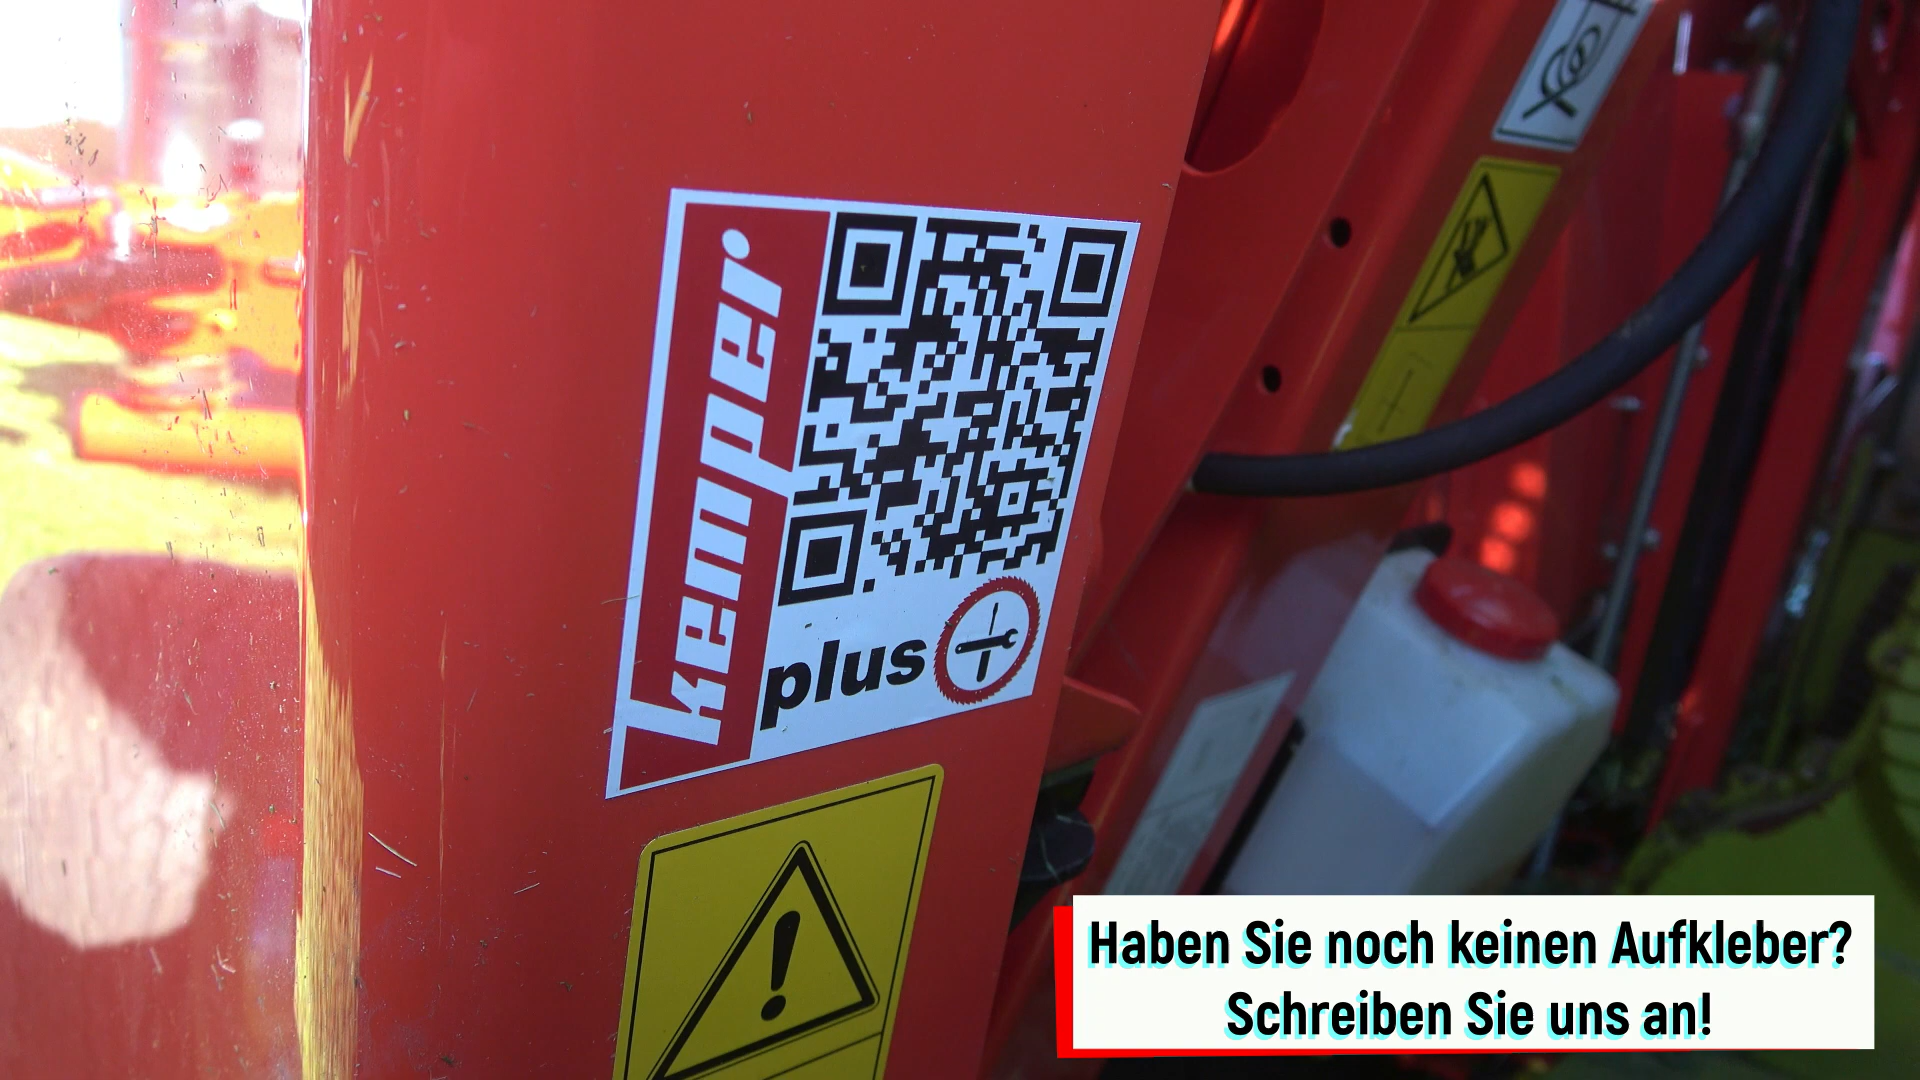 kemper
plus
Haben Sie noch keinen Aufkleber?
Schreiben Sie uns an!